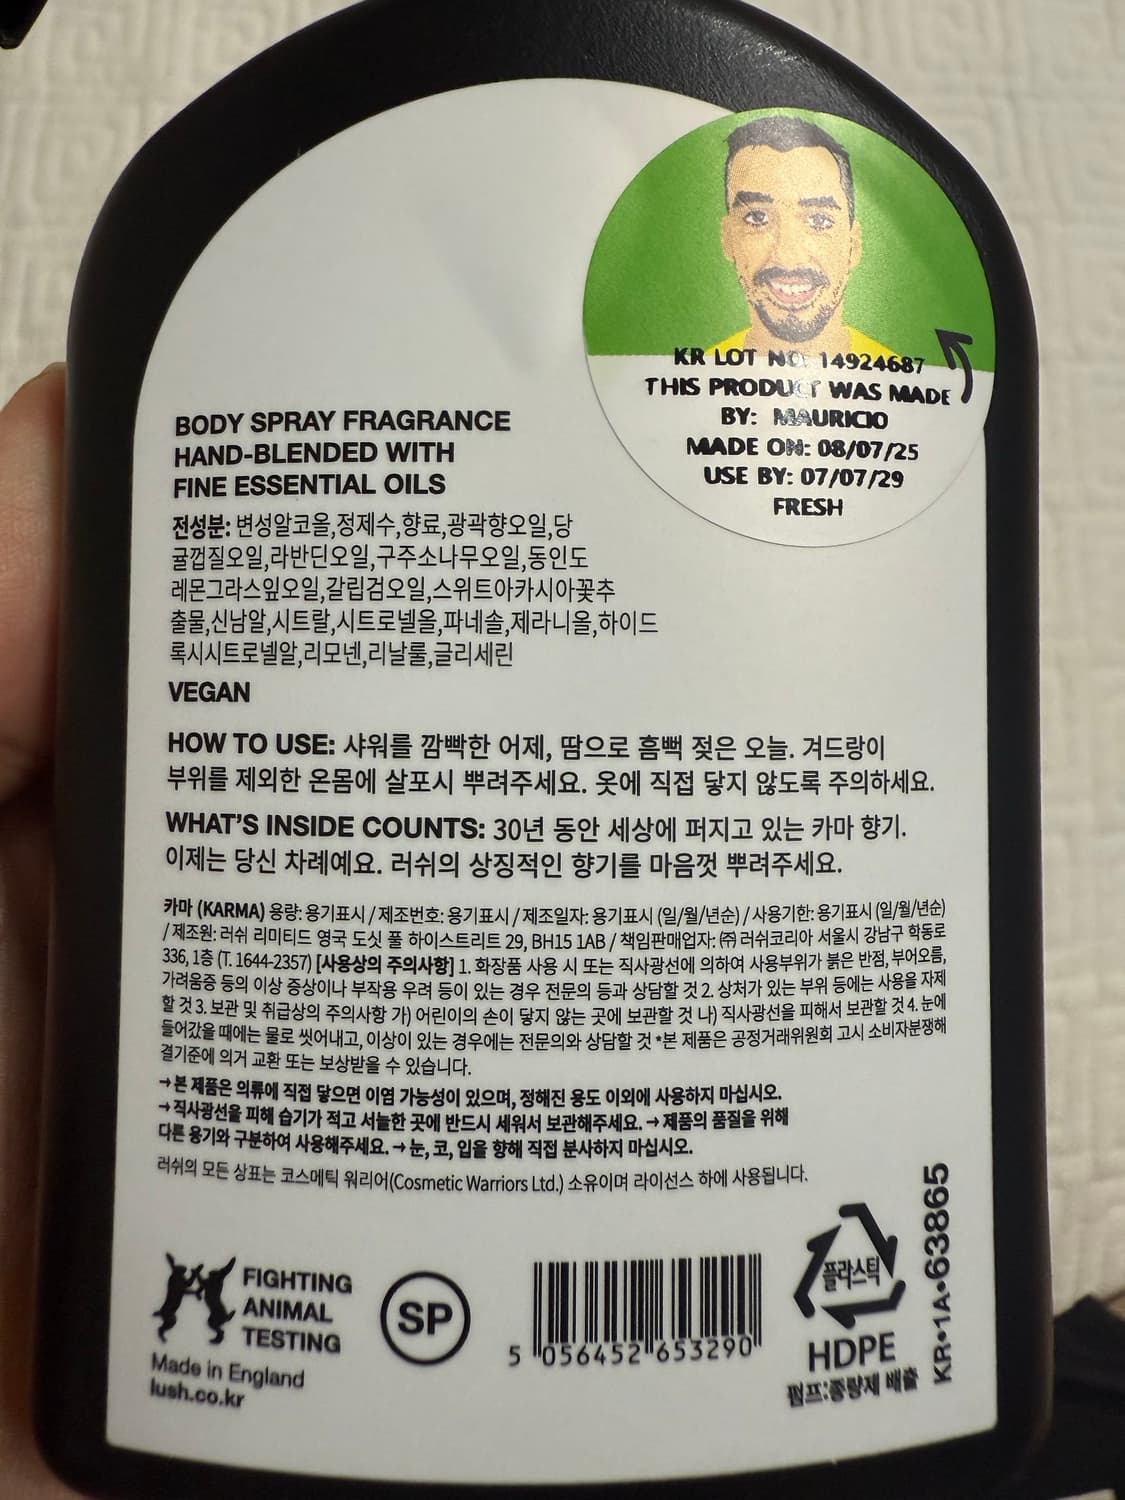 KR LOT NO: 14924687
THIS PRODUCT WAS MADE
BY: MAURICIO
MADE ON: 08/07/25
USE BY: 07/07/29
FRESH
BODY SPRAY FRAGRANCE
HAND-BLENDED WITH
FINE ESSENTIAL OILS
전성분: 변성알코올,정제수,향료,광곽향오일,당
귤껍질오일,라반딘오일,구주소나무오일,동인도
레몬그라스잎오일,갈립검오일,스위트아카시아꽃추
출물,신남알,시트랄,시트로넬올,파네솔,제라니올,하이드
록시시트로넬알,리모넨,리날룰,글리세린
VEGAN
HOW TO USE: 샤워를 깜빡한 어제, 땀으로 흠뻑 젖은 오늘. 겨드랑이
부위를 제외한 온몸에 살포시 뿌려주세요. 옷에 직접 닿지 않도록 주의하세요.
WHAT'S INSIDE COUNTS: 30년 동안 세상에 퍼지고 있는 카마 향기.
이제는 당신 차례예요. 러쉬의 상징적인 향기를 마음껏 뿌려주세요.
카마 (KARMA) 용량: 용기표시 / 제조번호: 용기표시 / 제조일자: 용기표시 (일/월/년순) / 사용기한: 용기표시 (일/월/년순)
/ 제조원: 러쉬 리미티드 영국 도싯 풀 하이스트리트 29, BH15 1AB / 책임판매업자: ㈜ 러쉬코리아 서울시 강남구 학동로
336, 1층 (T. 1644-2357) [사용상의 주의사항] 1. 화장품 사용 시 또는 직사광선에 의하여 사용부위가 붉은 반점, 부어오름,
가려움증 등의 이상 증상이나 부작용 우려 등이 있는 경우 전문의 등과 상담할 것 2. 상처가 있는 부위 등에는 사용을 자제
할 것 3. 보관 및 취급상의 주의사항 가) 어린이의 손이 닿지 않는 곳에 보관할 것 나) 직사광선을 피해서 보관할 것 4. 눈에
들어갔을 때에는 물로 씻어내고, 이상이 있는 경우에는 전문의와 상담할 것 *본 제품은 공정거래위원회 고시 소비자분쟁해
결기준에 의거 교환 또는 보상받을 수 있습니다.
→본 제품은 의류에 직접 닿으면 이염 가능성이 있으며, 정해진 용도 이외에 사용하지 마십시오.
→직사광선을 피해 습기가 적고 서늘한 곳에 반드시 세워서 보관해주세요. → 제품의 품질을 위해
다른 용기와 구분하여 사용해주세요. → 눈, 코, 입을 향해 직접 분사하지 마십시오.
러쉬의 모든 상표는 코스메틱 워리어(Cosmetic Warriors Ltd.) 소유이며 라이선스 하에 사용됩니다.
FIGHTING
ANIMAL
TESTING
Made in England
lush.co.kr
SP
5 056452 653290
플라스틱
HDPE
펌프:종량제 배출
KR•1A•63865